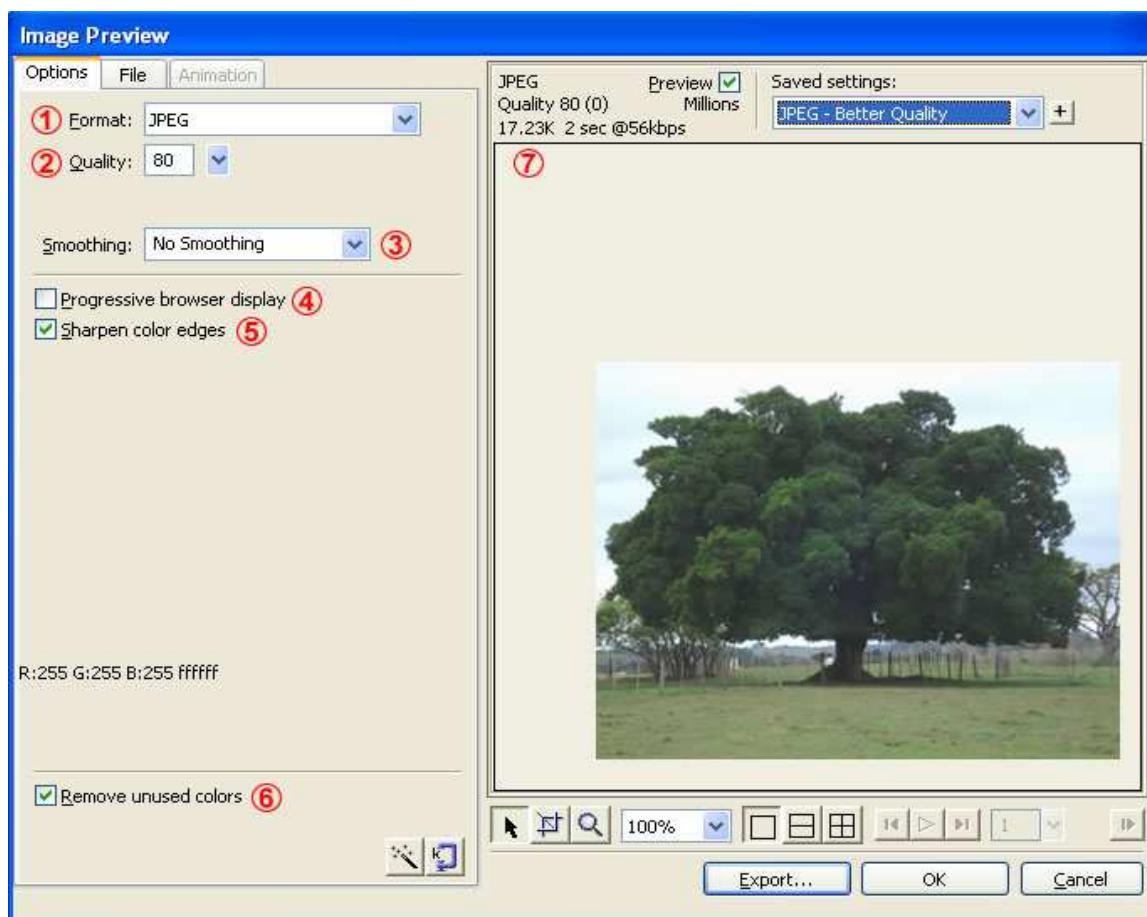 Image Preview
Options File Animation
① Format: JPEG
② Quality: 80
Smoothing: No Smoothing ③
Progressive browser display ④
Sharpen color edges ⑤
R:255 G:255 B:255 ffffff
Remove unused colors ⑥
JPEG Preview
Quality 80 (0) Millions
17.23K 2 sec @56kbps
Saved settings:
JPEG - Better Quality +
⑦
100% 1
Export... OK Cancel